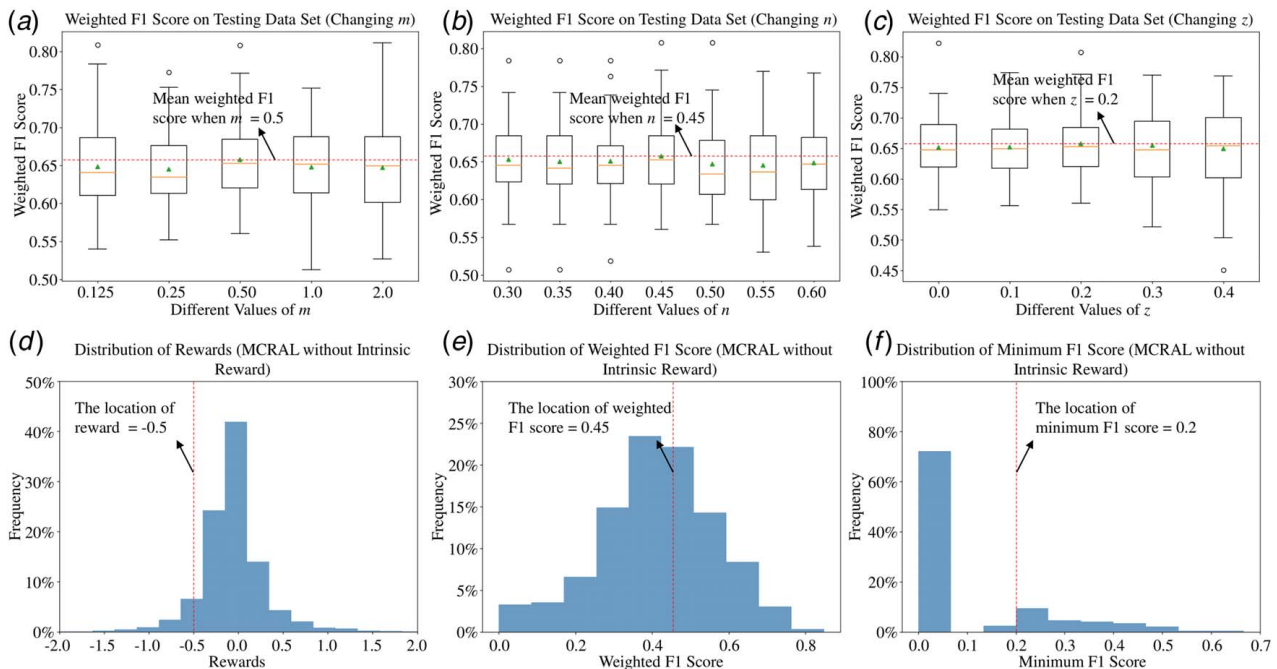 (a)
Weighted F1 Score on Testing Data Set (Changing m)
Weighted F1 Score
0.80
0.75
0.70
0.65
0.60
0.55
0.50
Mean weighted F1
score when m = 0.5
0.125 0.25 0.50 1.0 2.0
Different Values of m
(b)
Weighted F1 Score on Testing Data Set (Changing n)
Weighted F1 Score
0.80
0.75
0.70
0.65
0.60
0.55
0.50
Mean weighted F1
score when n = 0.45
0.30 0.35 0.40 0.45 0.50 0.55 0.60
Different Values of n
(c)
Weighted F1 Score on Testing Data Set (Changing z)
Weighted F1 Score
0.80
0.75
0.70
0.65
0.60
0.55
0.50
0.45
Mean weighted F1
score when z = 0.2
0.0 0.1 0.2 0.3 0.4
Different Values of z
(d)
Distribution of Rewards (MCRAL without Intrinsic
Reward)
Frequency
50%
40%
30%
20%
10%
0%
The location of
reward = -0.5
-2.0 -1.5 -1.0 -0.5 0.0 0.5 1.0 1.5 2.0
Rewards
(e)
Distribution of Weighted F1 Score (MCRAL without
Intrinsic Reward)
Frequency
30%
25%
20%
15%
10%
5%
0%
The location of weighted
F1 score = 0.45
0.0 0.2 0.4 0.6 0.8
Weighted F1 Score
(f)
Distribution of Minimum F1 Score (MCRAL without
Intrinsic Reward)
Frequency
100%
80%
60%
40%
20%
0%
The location of
minimum F1 score = 0.2
0.0 0.1 0.2 0.3 0.4 0.5 0.6 0.7
Minimum F1 Score